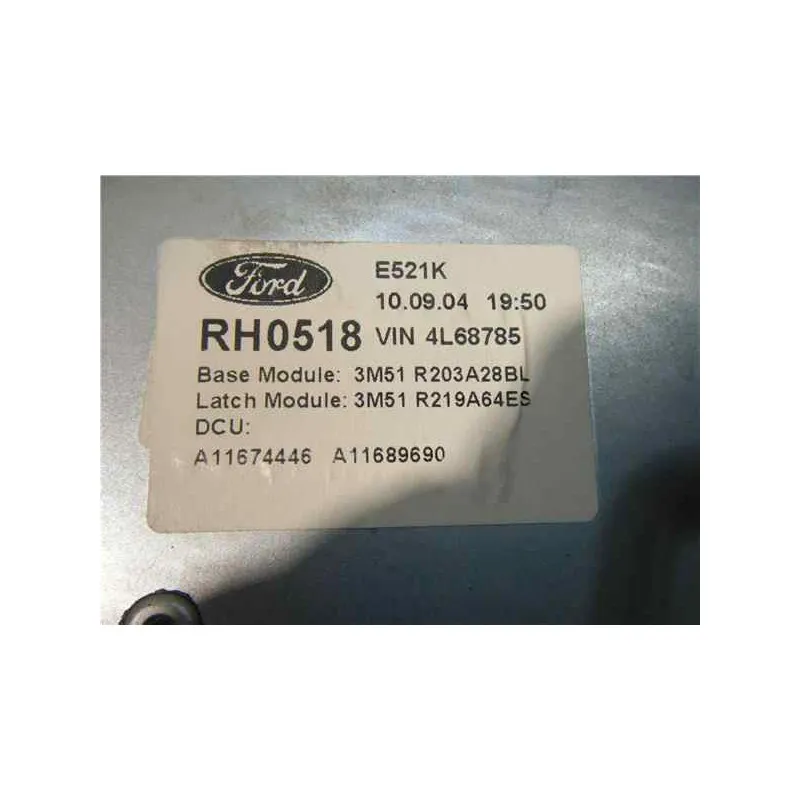 Ford
E521K
10.09.04 19:50
RH0518 VIN 4L68785
Base Module: 3M51 R203A28BL
Latch Module: 3M51 R219A64ES
DCU:
A11674446 A11689690